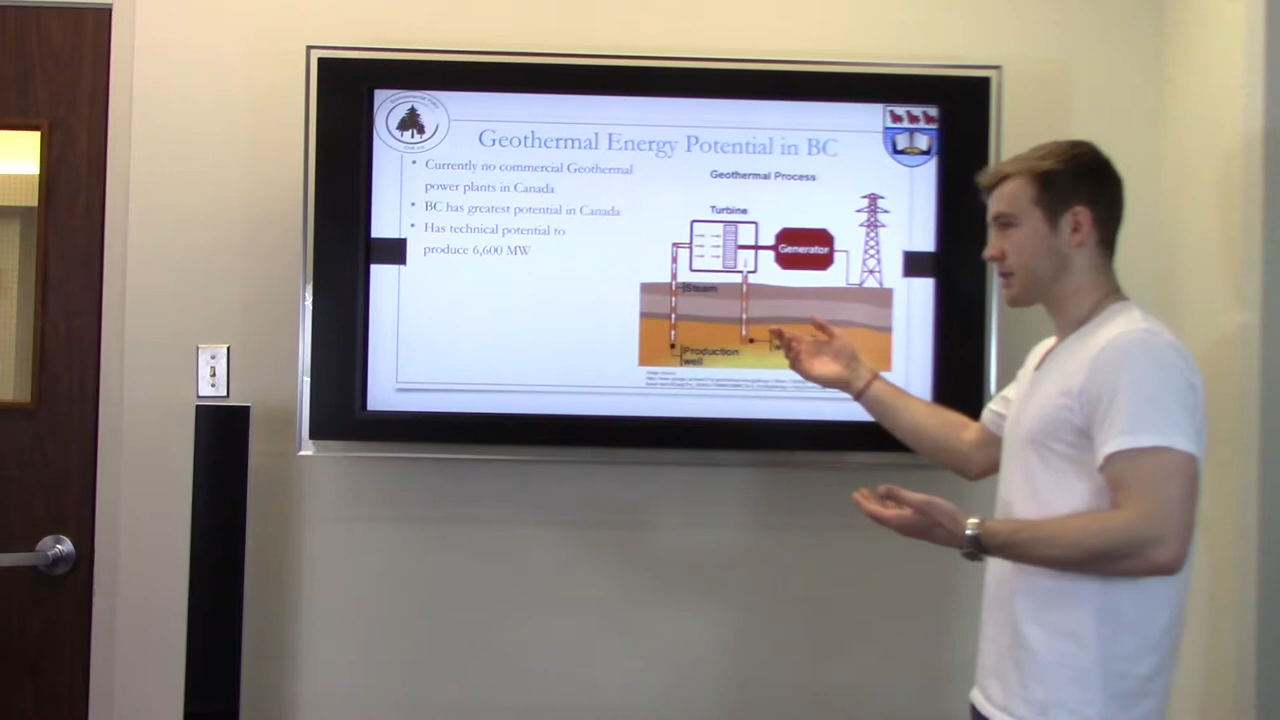 Geothermal Energy Potential in BC
• Currently no commercial Geothermal
power plants in Canada
• BC has greatest potential in Canada
• Has technical potential to
produce 6,600 MW
Geothermal Process
Turbine
Generator
Steam
Production
well